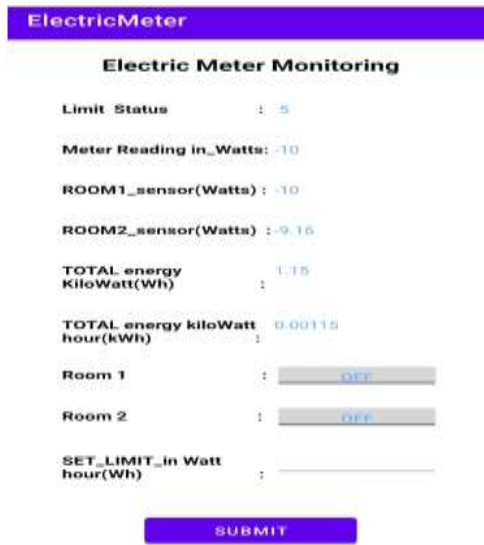 ElectricMeter
Electric Meter Monitoring
Limit Status : 5
Meter Reading in_Watts: -10
ROOM1_sensor(Watts) : -10
ROOM2_sensor(Watts) : -9.15
TOTAL energy 1.15
KiloWatt(Wh) :
TOTAL energy kiloWatt 0.00115
hour(kWh) :
Room 1 : OFF
Room 2 : OFF
SET_LIMIT_in Watt
hour(Wh) :
SUBMIT